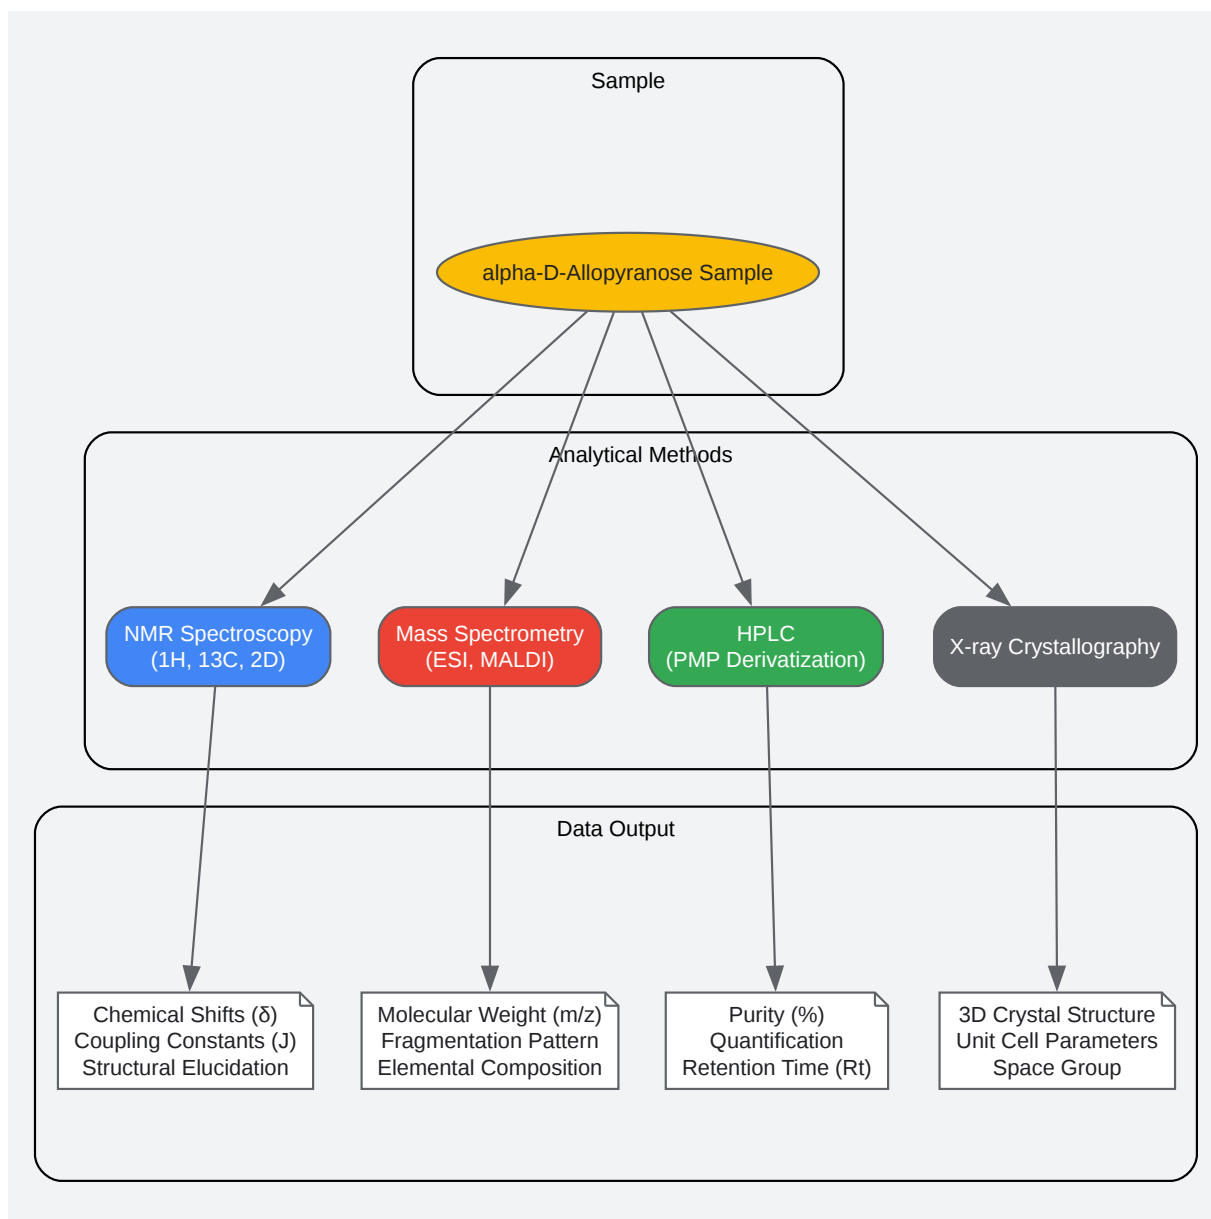 Sample
alpha-D-Allopyranose Sample
Analytical Methods
NMR Spectroscopy
(1H, 13C, 2D)
Mass Spectrometry
(ESI, MALDI)
HPLC
(PMP Derivatization)
X-ray Crystallography
Data Output
Chemical Shifts (δ)
Coupling Constants (J)
Structural Elucidation
Molecular Weight (m/z)
Fragmentation Pattern
Elemental Composition
Purity (%)
Quantification
Retention Time (Rt)
3D Crystal Structure
Unit Cell Parameters
Space Group